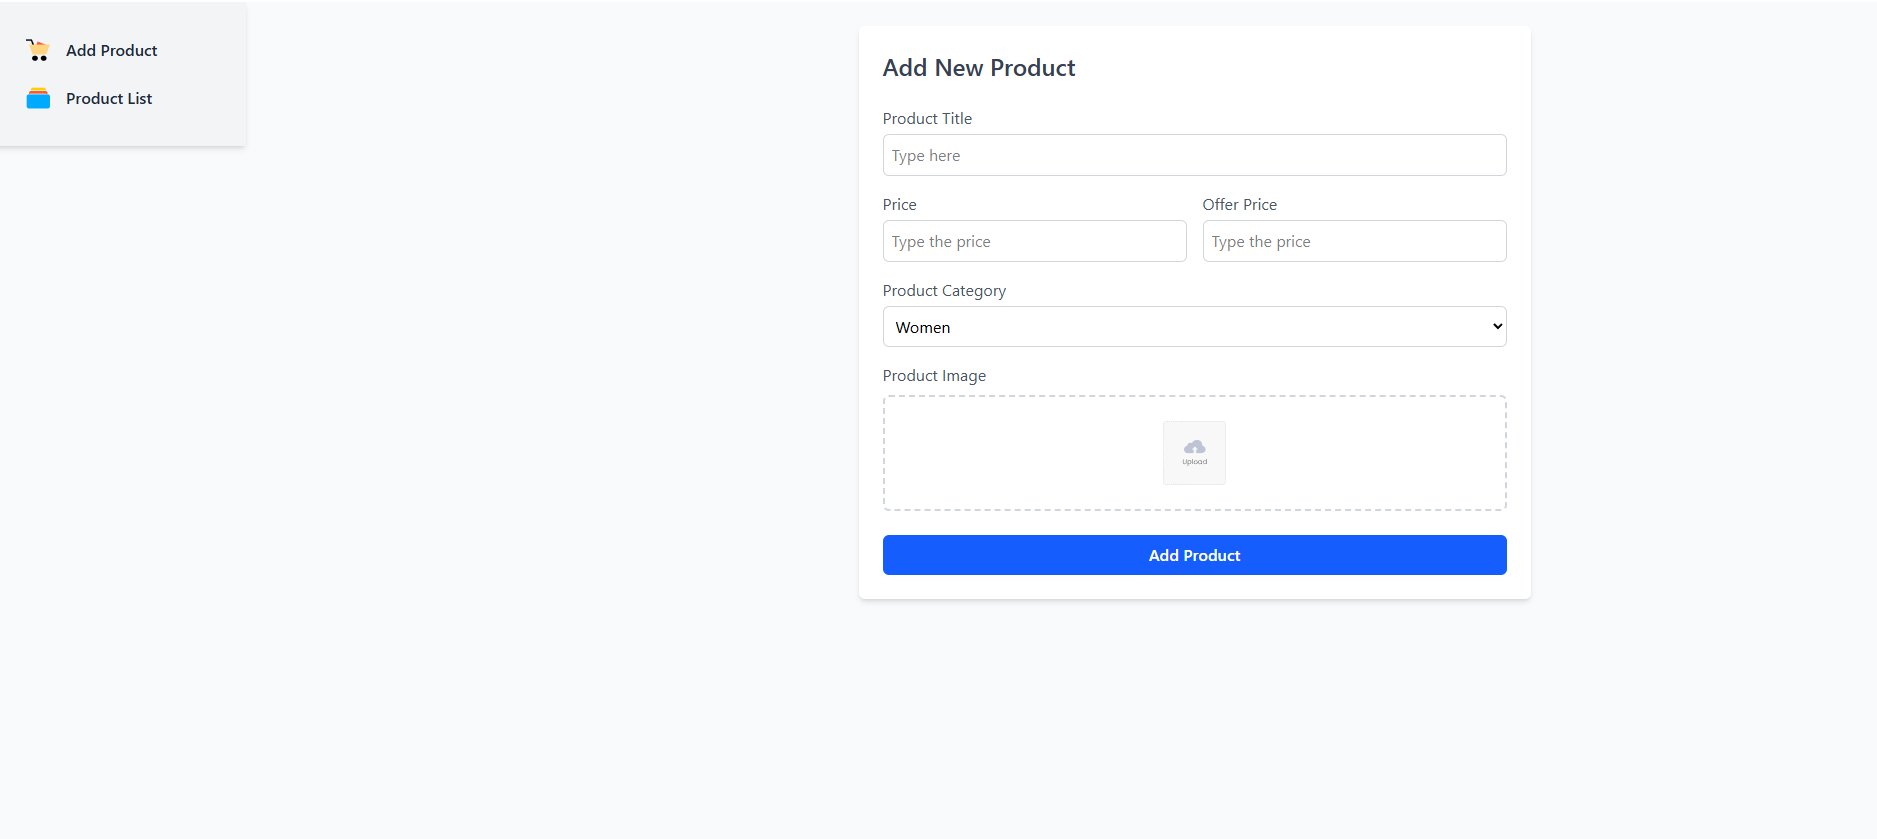 Add Product
Product List
Add New Product
Product Title
Type here
Price
Offer Price
Type the price
Type the price
Product Category
Women
Product Image
Upload
Add Product